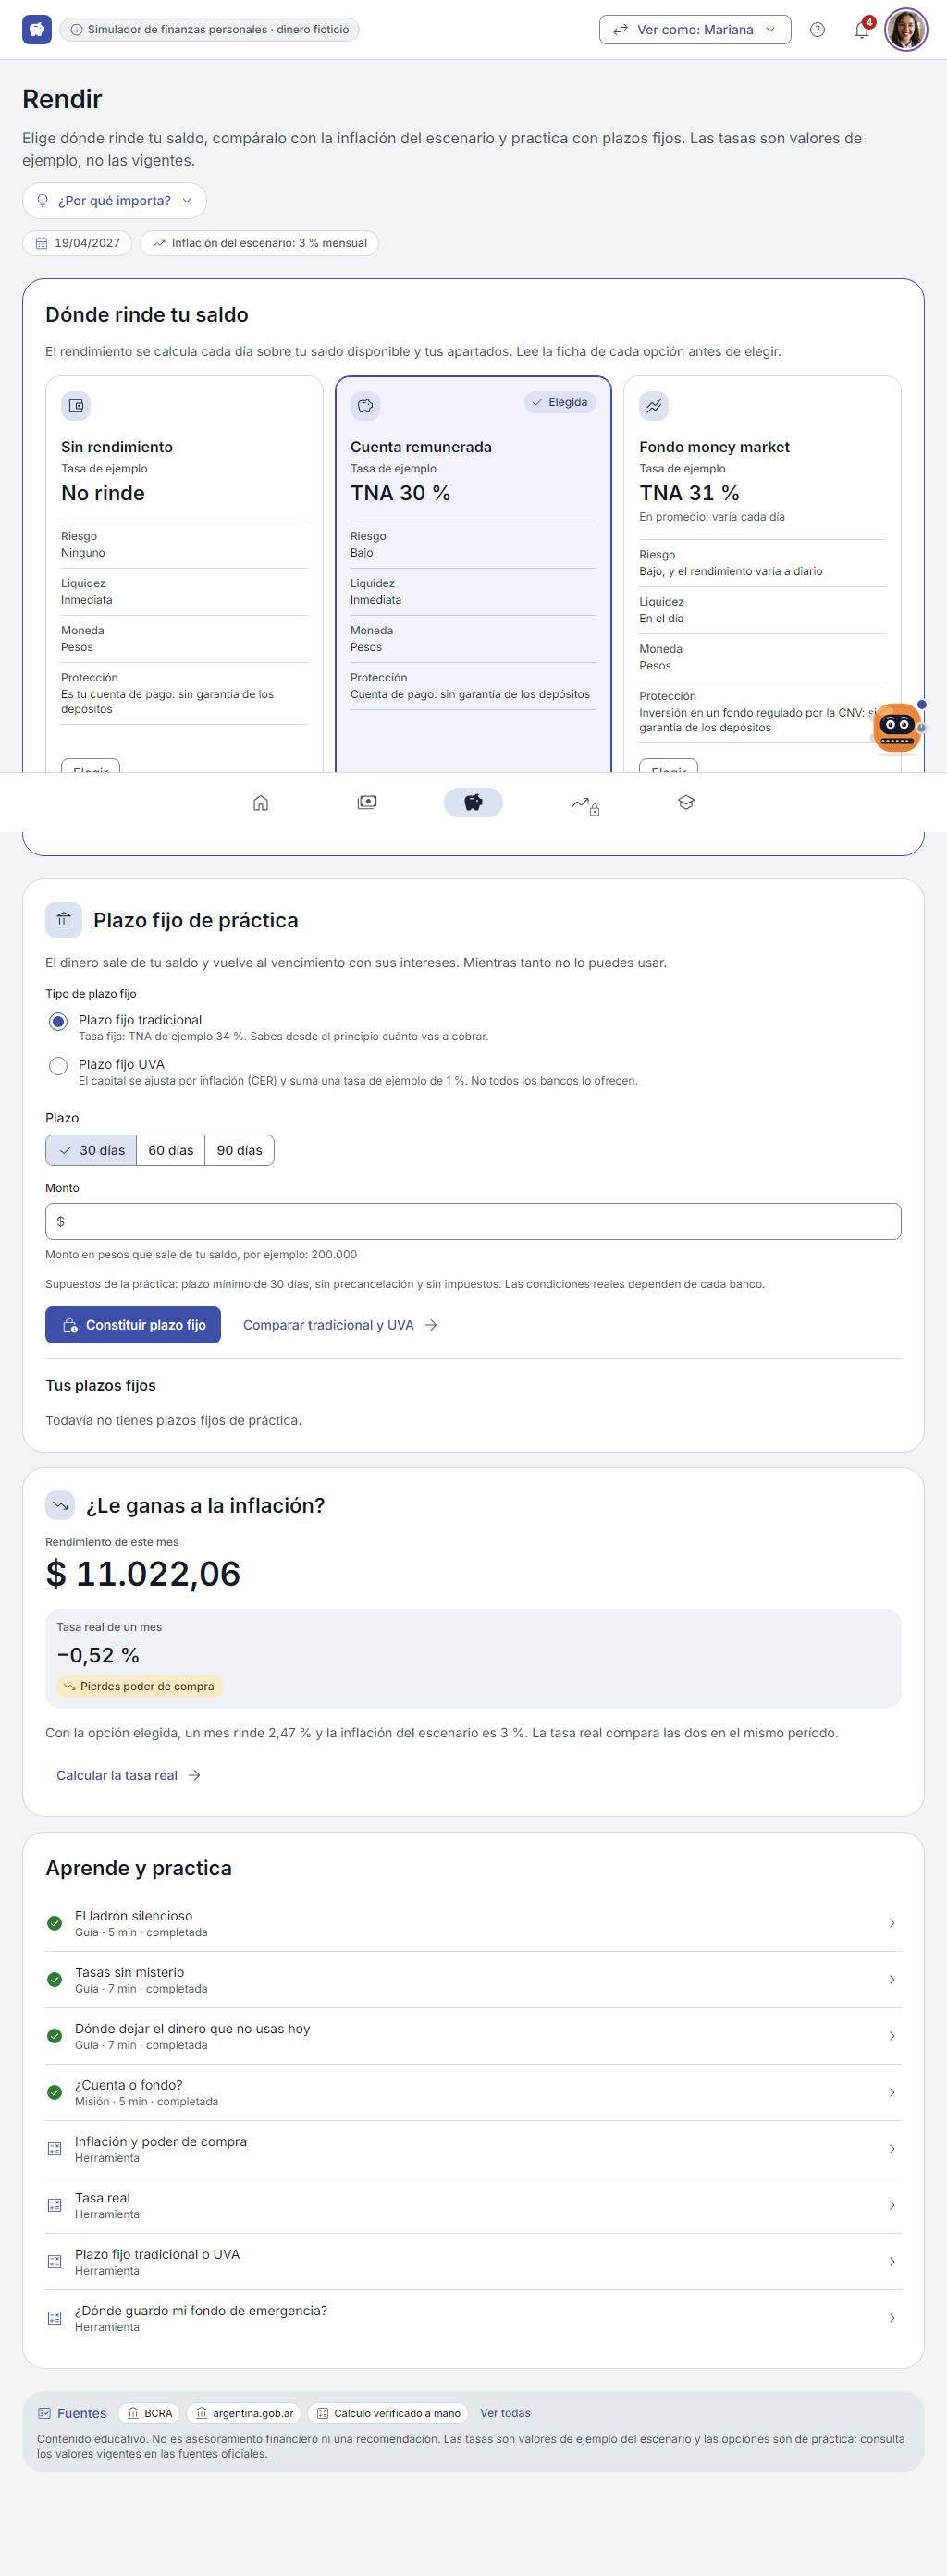 Simulador de finanzas personales · dinero ficticio
Ver como: Mariana
4
Rendir
Elige dónde rinde tu saldo, compáralo con la inflación del escenario y practica con plazos fijos. Las tasas son valores de
ejemplo, no las vigentes.
¿Por qué importa?
19/04/2027
Inflación del escenario: 3 % mensual
Dónde rinde tu saldo
El rendimiento se calcula cada día sobre tu saldo disponible y tus apartados. Lee la ficha de cada opción antes de elegir.
Sin rendimiento
Tasa de ejemplo
No rinde
Riesgo
Ninguno
Liquidez
Inmediata
Moneda
Pesos
Protección
Es tu cuenta de pago: sin garantía de los
depósitos
Elegir
Elegida
Cuenta remunerada
Tasa de ejemplo
TNA 30 %
Riesgo
Bajo
Liquidez
Inmediata
Moneda
Pesos
Protección
Cuenta de pago: sin garantía de los depósitos
Fondo money market
Tasa de ejemplo
TNA 31 %
En promedio: varía cada día
Riesgo
Bajo, y el rendimiento varía a diario
Liquidez
En el día
Moneda
Pesos
Protección
Inversión en un fondo regulado por la CNV:
garantía de los depósitos
Elegir
Plazo fijo de práctica
El dinero sale de tu saldo y vuelve al vencimiento con sus intereses. Mientras tanto no lo puedes usar.
Tipo de plazo fijo
Plazo fijo tradicional
Tasa fija: TNA de ejemplo 34 %. Sabes desde el principio cuánto vas a cobrar.
Plazo fijo UVA
El capital se ajusta por inflación (CER) y suma una tasa de ejemplo de 1 %. No todos los bancos lo ofrecen.
Plazo
30 días
60 días
90 días
Monto
$
Monto en pesos que sale de tu saldo, por ejemplo: 200.000
Supuestos de la práctica: plazo mínimo de 30 días, sin precancelación y sin impuestos. Las condiciones reales dependen de cada banco.
Constituir plazo fijo
Comparar tradicional y UVA
Tus plazos fijos
Todavía no tienes plazos fijos de práctica.
¿Le ganas a la inflación?
Rendimiento de este mes
$ 11.022,06
Tasa real de un mes
−0,52 %
Pierdes poder de compra
Con la opción elegida, un mes rinde 2,47 % y la inflación del escenario es 3 %. La tasa real compara las dos en el mismo período.
Calcular la tasa real
Aprende y practica
El ladrón silencioso
Guía · 5 min · completada
Tasas sin misterio
Guía · 7 min · completada
Dónde dejar el dinero que no usas hoy
Guía · 7 min · completada
¿Cuenta o fondo?
Misión · 5 min · completada
Inflación y poder de compra
Herramienta
Tasa real
Herramienta
Plazo fijo tradicional o UVA
Herramienta
¿Dónde guardo mi fondo de emergencia?
Herramienta
Fuentes
BCRA
argentina.gob.ar
Cálculo verificado a mano
Ver todas
Contenido educativo. No es asesoramiento financiero ni una recomendación. Las tasas son valores de ejemplo del escenario y las opciones son de práctica: consulta
los valores vigentes en las fuentes oficiales.